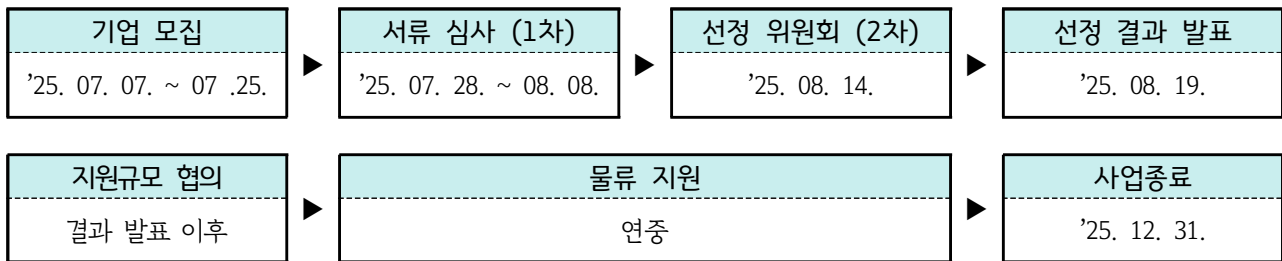 기업 모집 ▶ 서류 심사 (1차) ▶ 선정 위원회 (2차) ▶ 선정 결과 발표
’25. 07. 07. ~ 07 .25. ’25. 07. 28. ~ 08. 08. ’25. 08. 14. ’25. 08. 19.
지원규모 협의 ▶ 물류 지원 ▶ 사업종료
결과 발표 이후 연중 ’25. 12. 31.